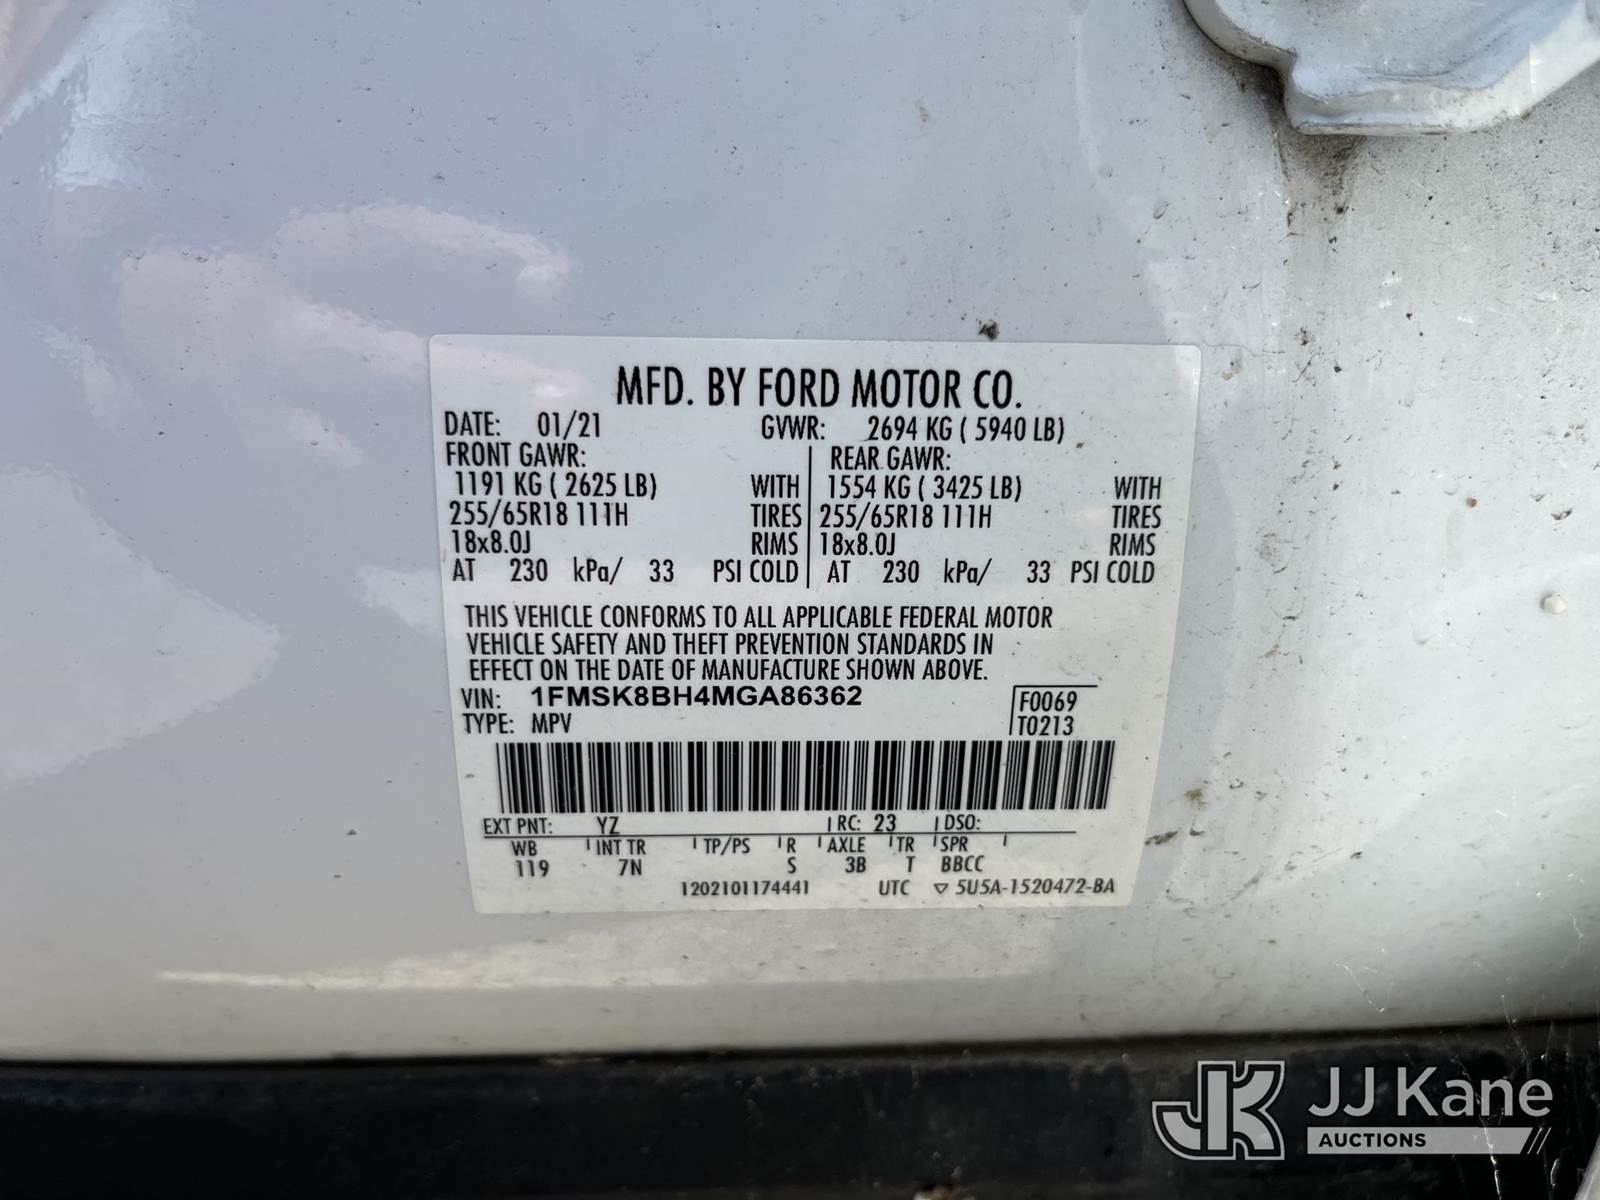 MFD. BY FORD MOTOR CO.
DATE: 01/21 GVWR: 2694 KG ( 5940 LB)
FRONT GAWR: REAR GAWR:
1191 KG ( 2625 LB) WITH 1554 KG ( 3425 LB) WITH
255/65R18 111H TIRES 255/65R18 111H TIRES
18x8.0J RIMS 18x8.0J RIMS
AT 230 kPa/ 33 PSI COLD AT 230 kPa/ 33 PSI COLD
THIS VEHICLE CONFORMS TO ALL APPLICABLE FEDERAL MOTOR
VEHICLE SAFETY AND THEFT PREVENTION STANDARDS IN
EFFECT ON THE DATE OF MANUFACTURE SHOWN ABOVE.
VIN: 1FMSK8BH4MGA86362 F0069
TYPE: MPV T0213
EXT PNT: YZ RC: 23 DSO:
WB INT TR TP/PS R AXLE TR SPR
119 7N S 3B T BBCC
1202101174441 UTC ▽ 5U5A-1520472-BA
JK JJ Kane
AUCTIONS